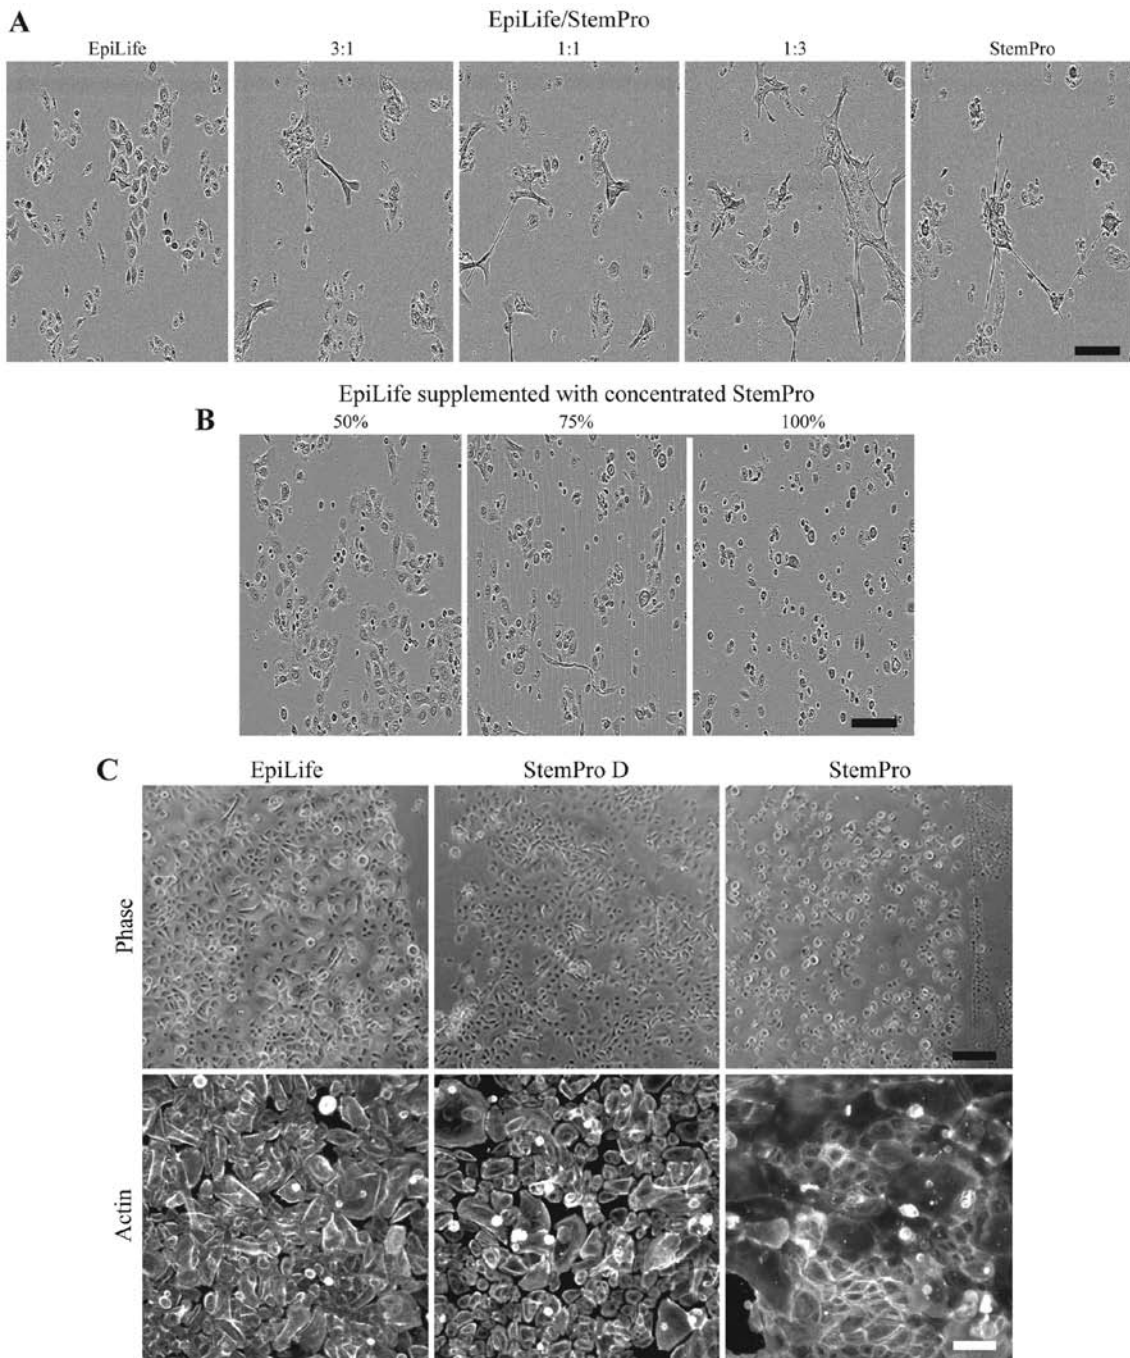 A
EpiLife/StemPro
EpiLife 3:1 1:1 1:3 StemPro
EpiLife supplemented with concentrated StemPro
B
50% 75% 100%
C
EpiLife StemPro D StemPro
Phase
Actin